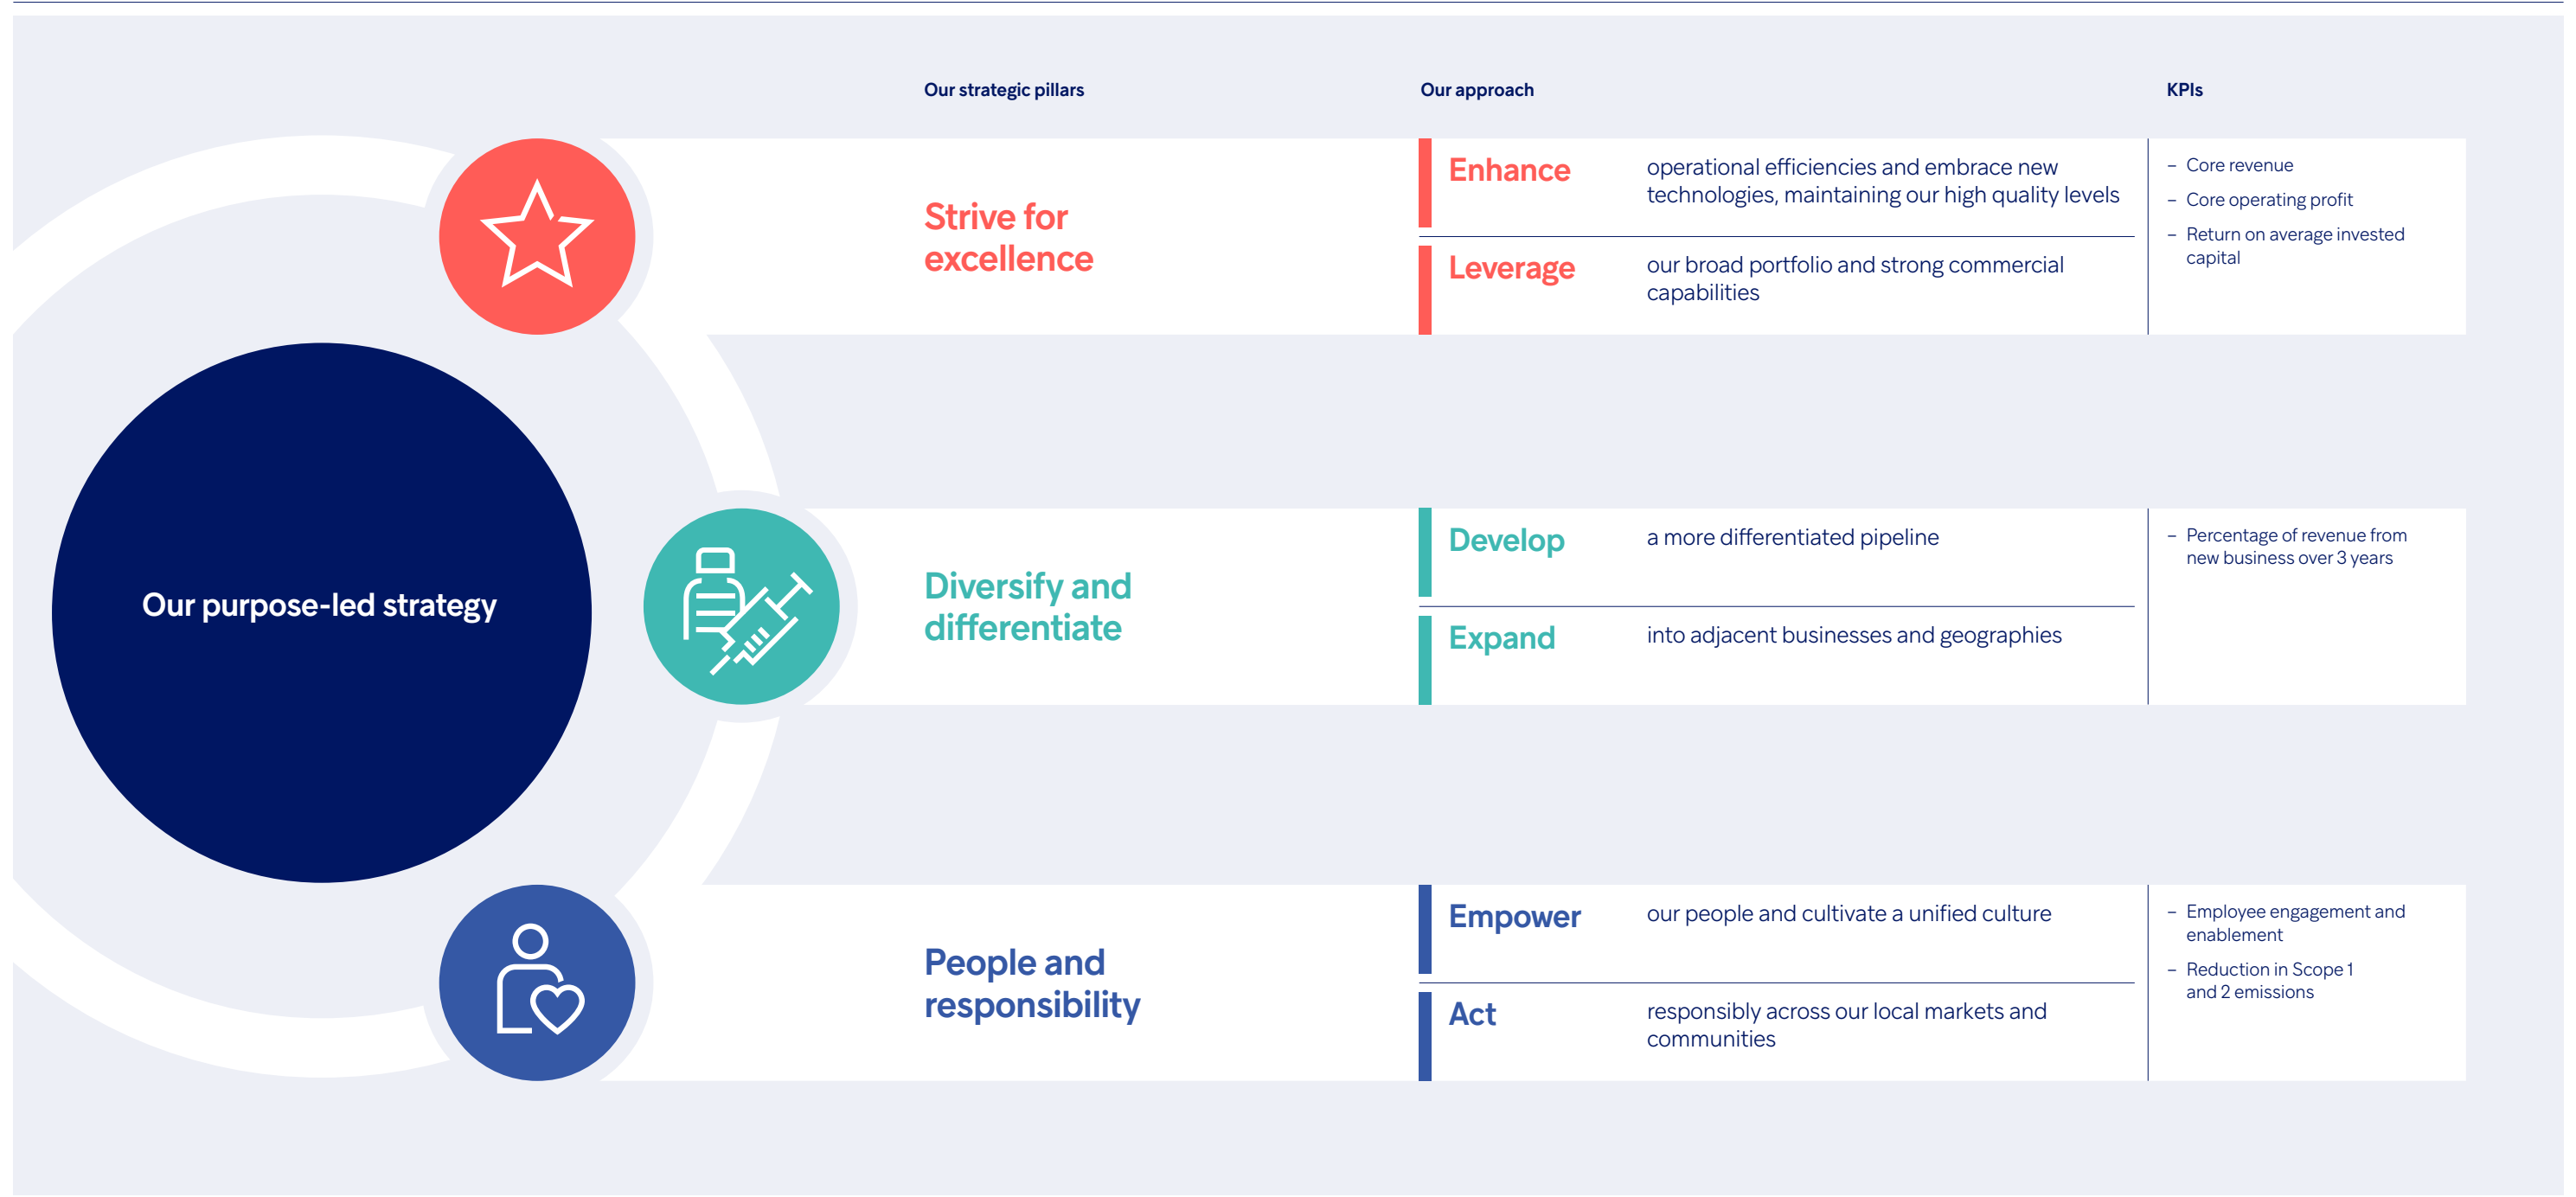 Our strategic pillars
Our approach
KPIs
Our purpose-led strategy
Strive for
excellence
Enhance
operational efficiencies and embrace new
technologies, maintaining our high quality levels
Leverage
our broad portfolio and strong commercial
capabilities
– Core revenue
– Core operating profit
– Return on average invested
capital
Diversify and
differentiate
Develop
a more differentiated pipeline
Expand
into adjacent businesses and geographies
– Percentage of revenue from
new business over 3 years
People and
responsibility
Empower
our people and cultivate a unified culture
Act
responsibly across our local markets and
communities
– Employee engagement and
enablement
– Reduction in Scope 1
and 2 emissions